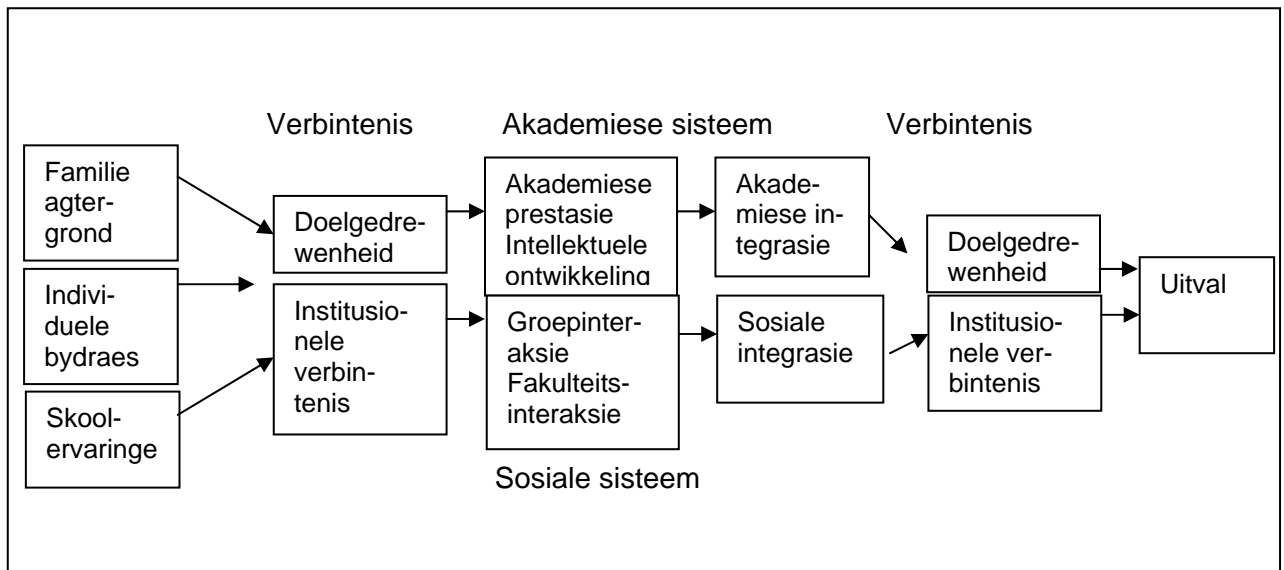 Verbintenis
Akademiese sisteem
Verbintenis
Familie
agter-
grond
Indivi-
duele
bydraes
Skool-
ervaringe
Doelgedre-
wenheid
Institusio-
nele
verbin-
tenis
Akademiese
prestasie
Intellektuele
ontwikkeling
Groepinter-
aksie
Fakulteits-
interaksie
Akade-
miese in-
tegrasie
Sosiale
integrasie
Doelgedre-
wenheid
Institusio-
nele ver-
bintenis
Uitval
Sosiale sisteem